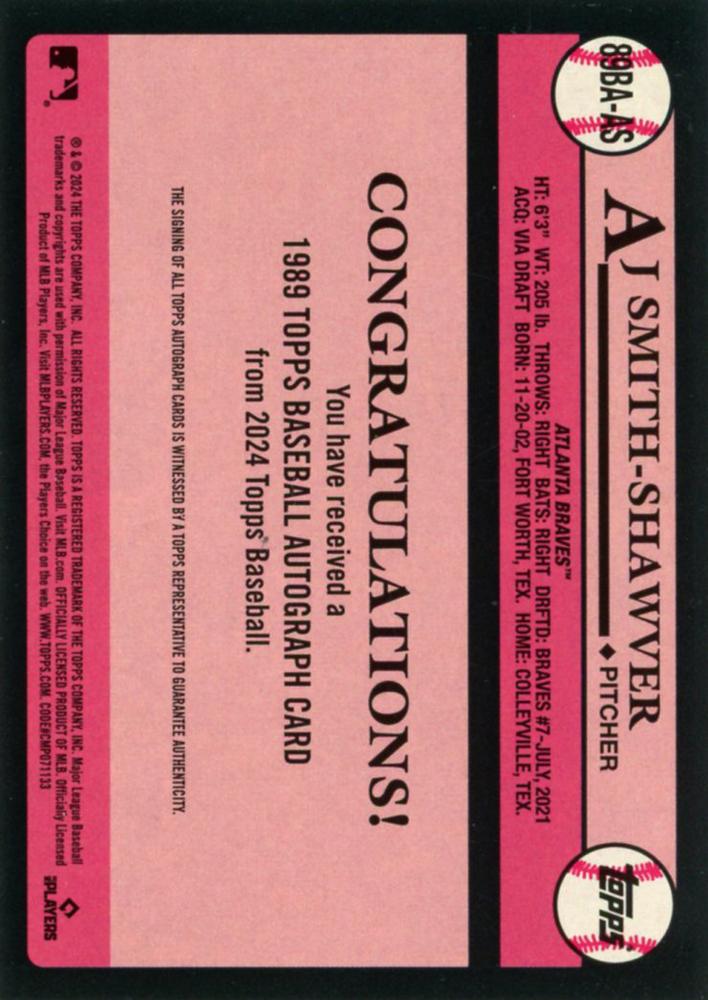 89BA-AS
AJ SMITH-SHAWVER
◆ PITCHER
topps®
ATLANTA BRAVES™
HT: 6'3" WT: 205 lb. THROWS: RIGHT BATS: RIGHT DRFTD: BRAVES #7-JULY, 2021
ACQ: VIA DRAFT BORN: 11-20-02, FORT WORTH, TEX. HOME: COLLEYVILLE, TEX.
CONGRATULATIONS!
You have received a
1989 TOPPS BASEBALL AUTOGRAPH CARD
from 2024 Topps® Baseball.
THE SIGNING OF ALL TOPPS AUTOGRAPH CARDS IS WITNESSED BY A TOPPS REPRESENTATIVE TO GUARANTEE AUTHENTICITY.
® & © 2024 THE TOPPS COMPANY, INC. ALL RIGHTS RESERVED. TOPPS IS A REGISTERED TRADEMARK OF THE TOPPS COMPANY, INC. Major League Baseball
trademarks and copyrights are used with permission of Major League Baseball. Visit MLB.com. OFFICIALLY LICENSED PRODUCT OF MLB. Officially Licensed
Product of MLB Players, Inc. Visit MLBPLAYERS.COM, the Players Choice on the web. WWW.TOPPS.COM. CODE#CMP071133
PLAYERS